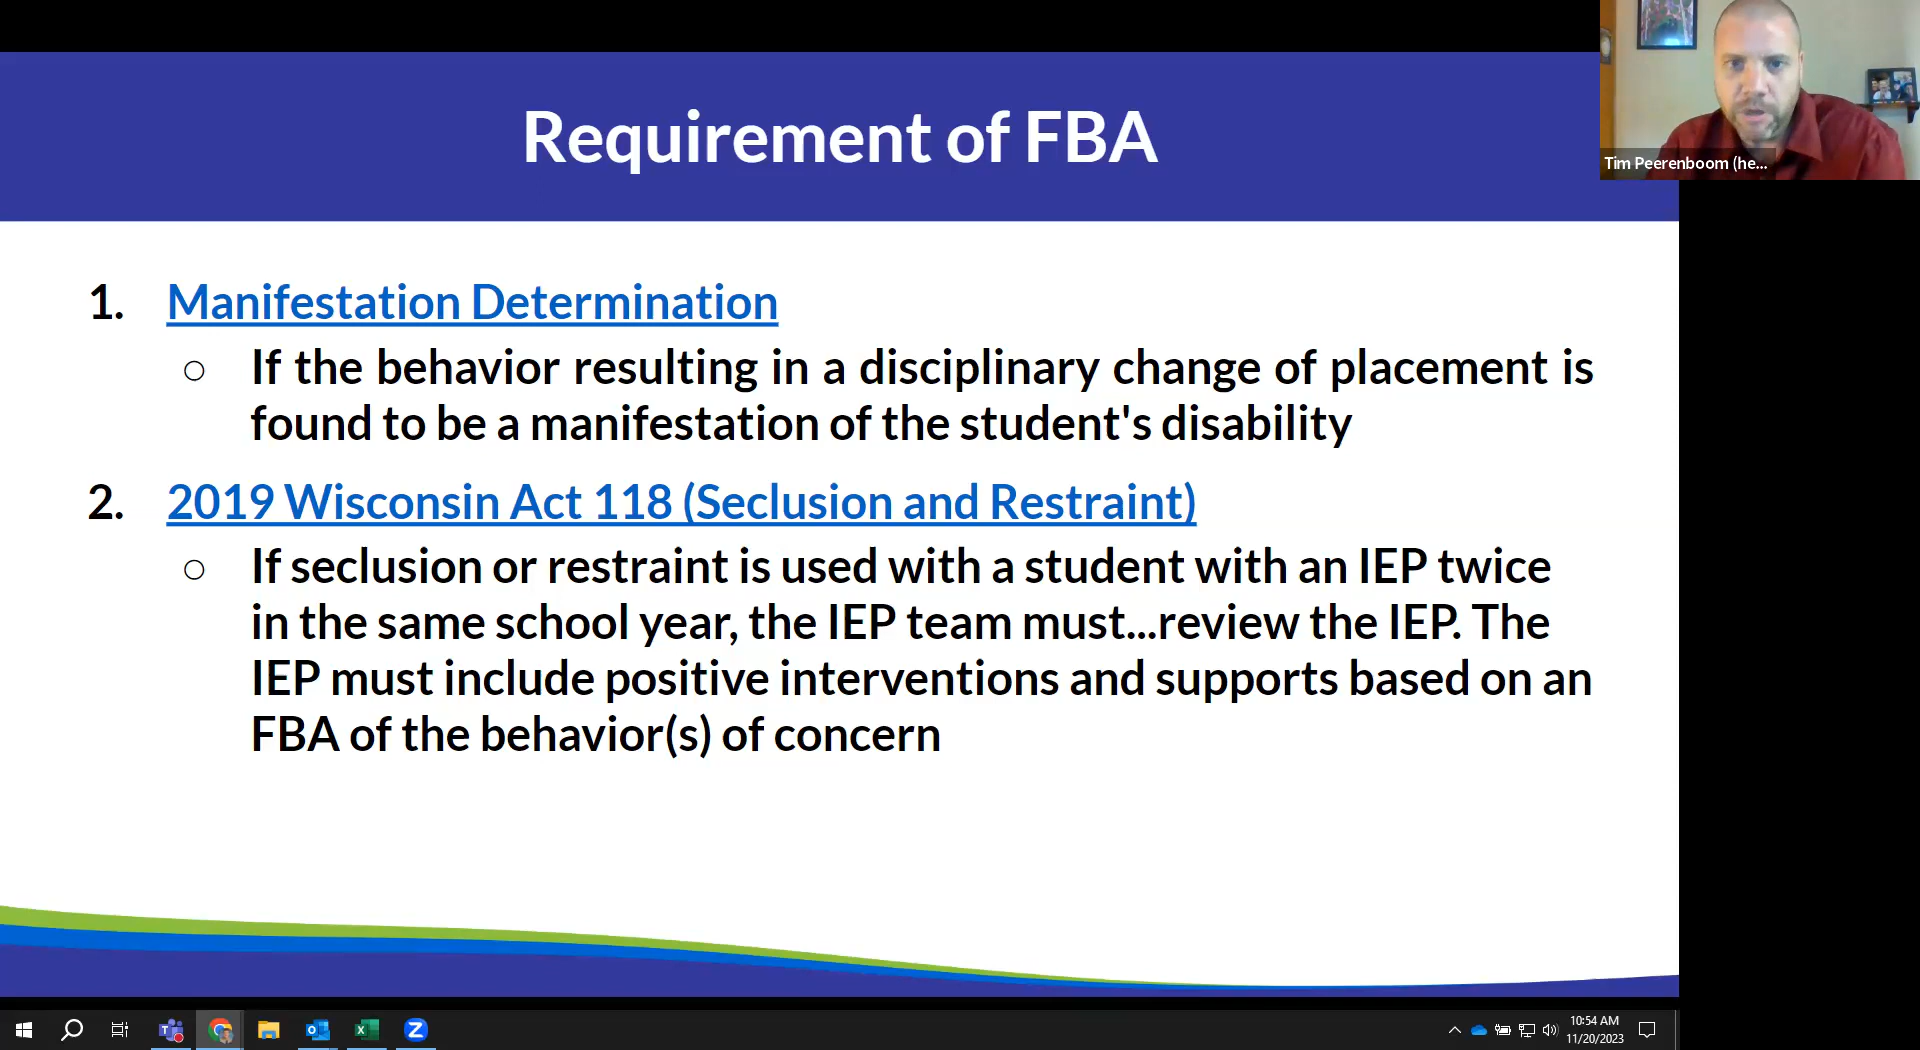 Requirement of FBA
Tim Peerenboom (he...
1. Manifestation Determination
○ If the behavior resulting in a disciplinary change of placement is
found to be a manifestation of the student's disability
2. 2019 Wisconsin Act 118 (Seclusion and Restraint)
○ If seclusion or restraint is used with a student with an IEP twice
in the same school year, the IEP team must...review the IEP. The
IEP must include positive interventions and supports based on an
FBA of the behavior(s) of concern
10:54 AM
11/20/2023